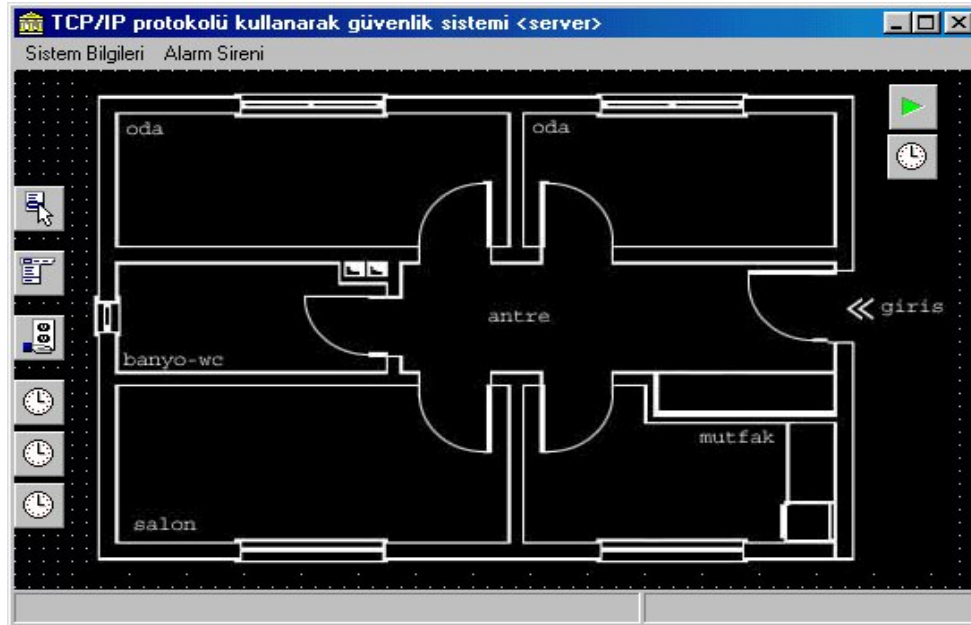 TCP/IP protokolü kullanarak güvenlik sistemi <server>
Sistem Bilgileri Alarm Sireni
oda
oda
antre
giris
banyo-wc
mutfak
salon